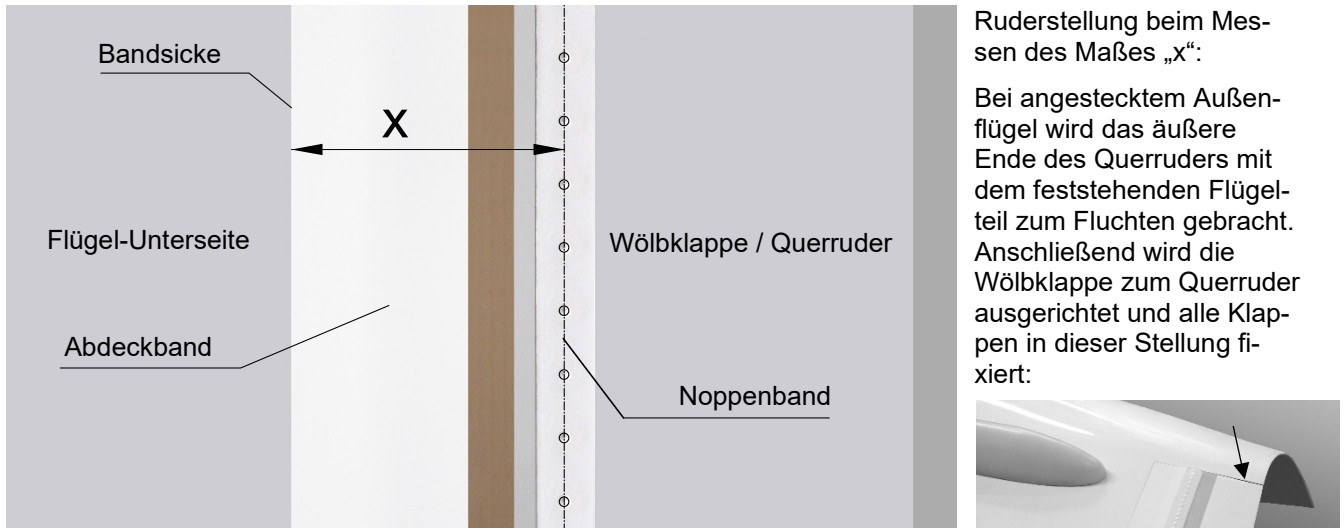 Bandsicke
X
Flügel-Unterseite
Wölbklappe / Querruder
Abdeckband
Noppenband
Ruderstellung beim Mes-
sen des Maßes „x“:
Bei angestecktem Außen-
flügel wird das äußere
Ende des Querruders mit
dem feststehenden Flügel-
teil zum Fluchten gebracht.
Anschließend wird die
Wölbklappe zum Querruder
ausgerichtet und alle Klap-
pen in dieser Stellung fi-
xiert: